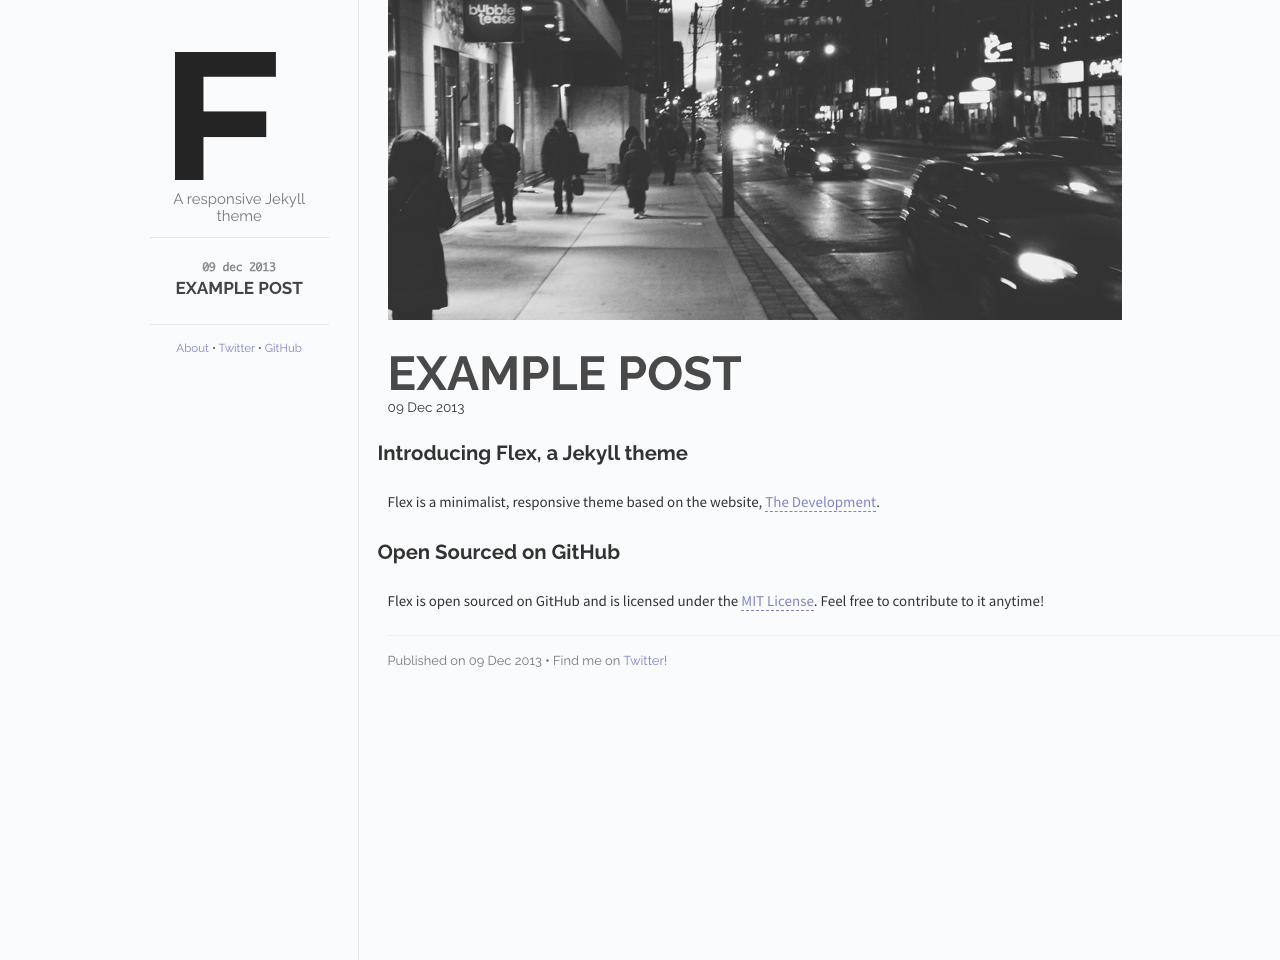 F
A responsive Jekyll
theme
09 dec 2013
EXAMPLE POST
About • Twitter • GitHub
bubble
tease
EXAMPLE POST
09 Dec 2013
Introducing Flex, a Jekyll theme
Flex is a minimalist, responsive theme based on the website, The Development.
Open Sourced on GitHub
Flex is open sourced on GitHub and is licensed under the MIT License. Feel free to contribute to it anytime!
Published on 09 Dec 2013 • Find me on Twitter!